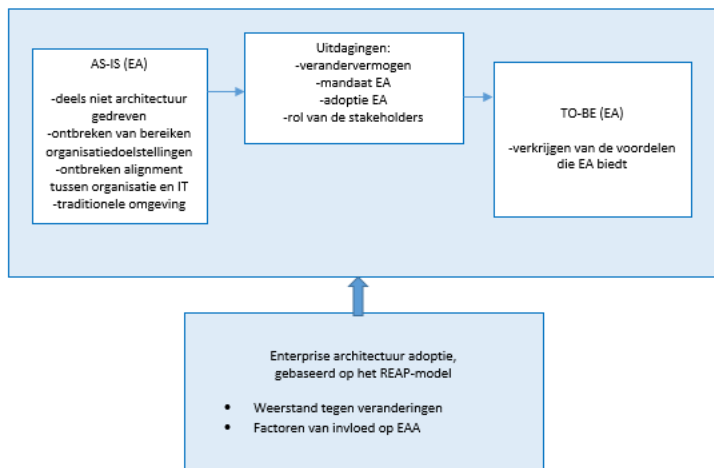 AS-IS (EA)
-deels niet architectuur
gedreven
-ontbreken van bereiken
organisatiedoelstellingen
-ontbreken alignment
tussen organisatie en IT
-traditionele omgeving
Uitdagingen:
-verandervermogen
-mandaat EA
-adoptie EA
-rol van de stakeholders
TO-BE (EA)
-verkrijgen van de voordelen
die EA biedt
Enterprise architectuur adoptie,
gebaseerd op het REAP-model
• Weerstand tegen veranderingen
• Factoren van invloed op EAA